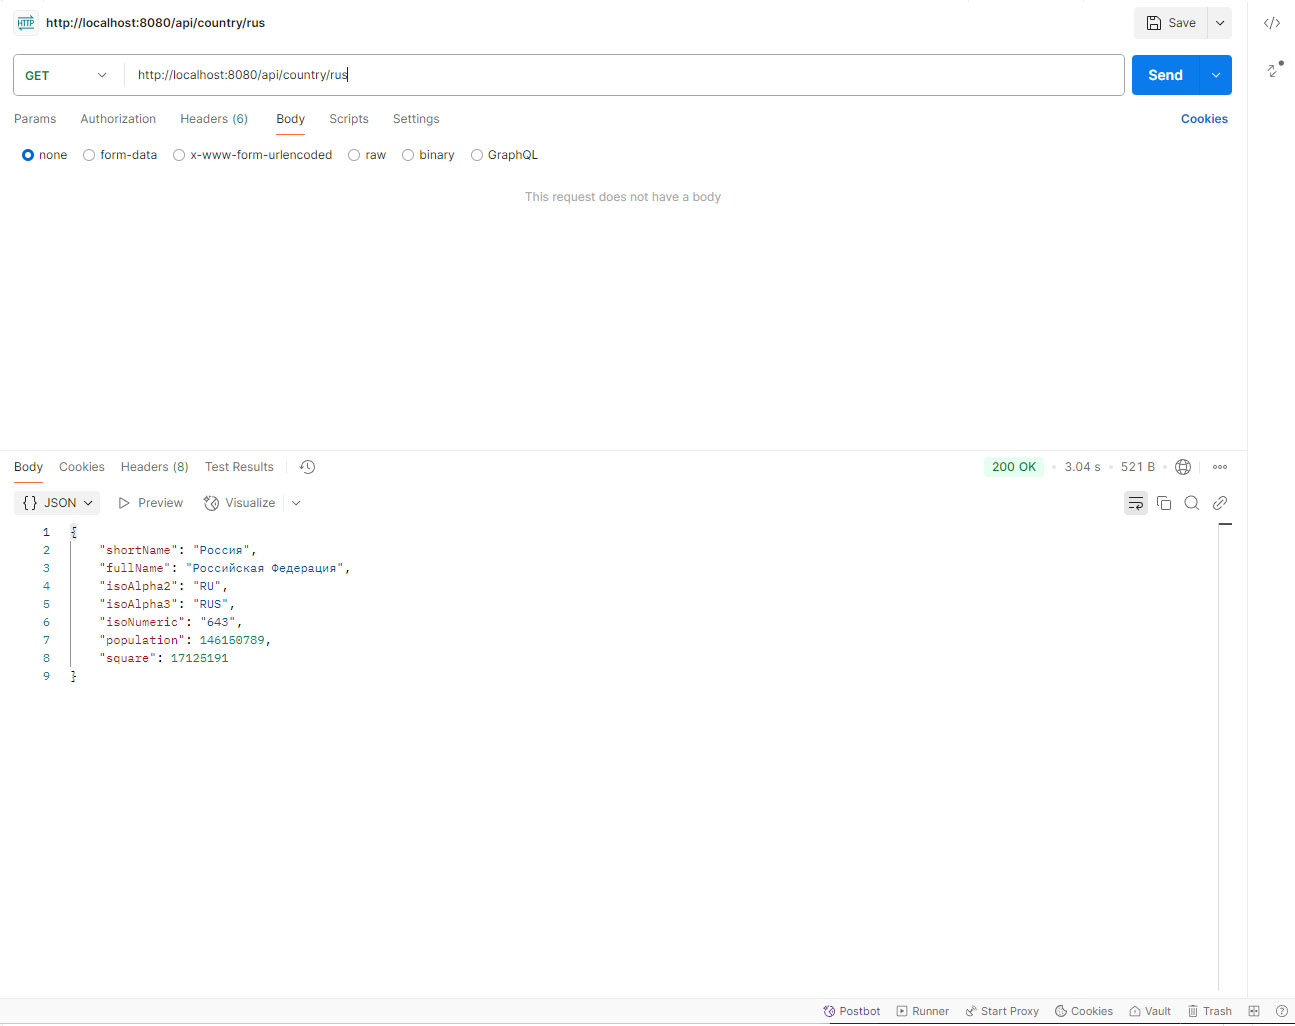 HTTP http://localhost:8080/api/country/rus Save
GET http://localhost:8080/api/country/rus Send
Params Authorization Headers (6) Body Scripts Settings Cookies
none form-data x-www-form-urlencoded raw binary GraphQL
This request does not have a body
Body Cookies Headers (8) Test Results 200 OK • 3.04 s • 521 B •
{} JSON Preview Visualize
1 {
2 "shortName": "Россия",
3 "fullName": "Российская Федерация",
4 "isoAlpha2": "RU",
5 "isoAlpha3": "RUS",
6 "isoNumeric": "643",
7 "population": 146150789,
8 "square": 17125191
9 }
Postbot Runner Start Proxy Cookies Vault Trash